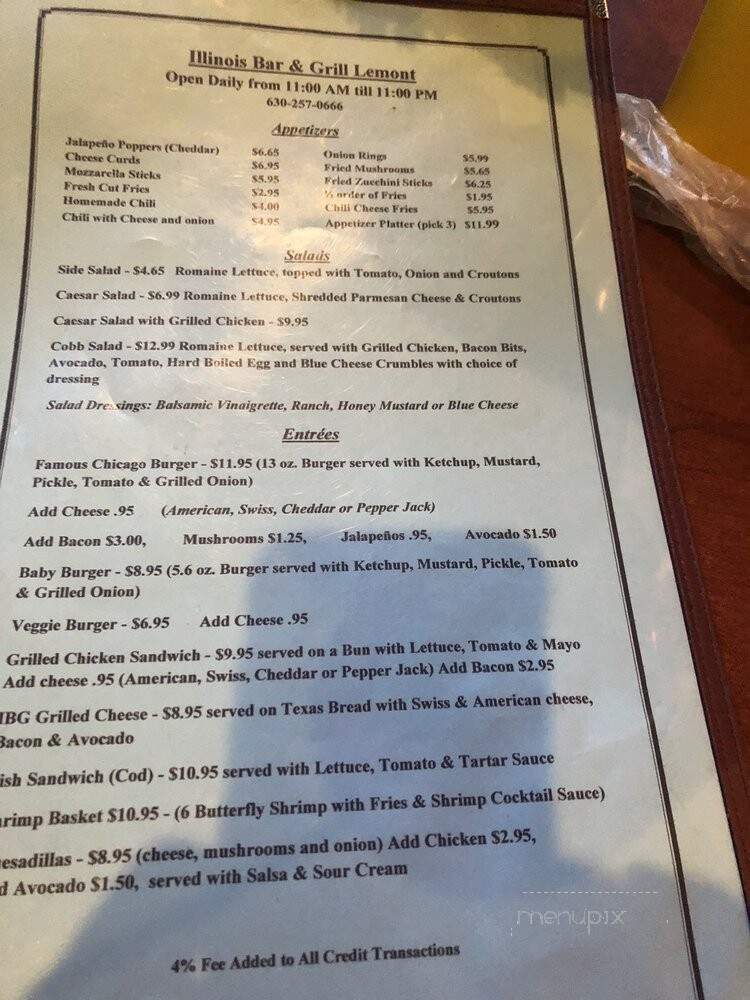 Illinois Bar & Grill Lemont
Open Daily from 11:00 AM till 11:00 PM
630-257-0666
Appetizers
Jalapeño Poppers (Cheddar) $6.65 Onion Rings $5.99
Cheese Curds $6.95 Fried Mushrooms $5.65
Mozzarella Sticks $5.95 Fried Zucchini Sticks $6.25
Fresh Cut Fries $2.95 ½ order of Fries $1.95
Homemade Chili $4.00 Chili Cheese Fries $5.95
Chili with Cheese and onion $4.95 Appetizer Platter (pick 3) $11.99
Salads
Side Salad - $4.65 Romaine Lettuce, topped with Tomato, Onion and Croutons
Caesar Salad - $6.99 Romaine Lettuce, Shredded Parmesan Cheese & Croutons
Caesar Salad with Grilled Chicken - $9.95
Cobb Salad - $12.99 Romaine Lettuce, served with Grilled Chicken, Bacon Bits,
Avocado, Tomato, Hard Boiled Egg and Blue Cheese Crumbles with choice of
dressing
Salad Dressings: Balsamic Vinaigrette, Ranch, Honey Mustard or Blue Cheese
Entrées
Famous Chicago Burger - $11.95 (13 oz. Burger served with Ketchup, Mustard,
Pickle, Tomato & Grilled Onion)
Add Cheese .95 (American, Swiss, Cheddar or Pepper Jack)
Add Bacon $3.00, Mushrooms $1.25, Jalapeños .95, Avocado $1.50
Baby Burger - $8.95 (5.6 oz. Burger served with Ketchup, Mustard, Pickle, Tomato
& Grilled Onion)
Veggie Burger - $6.95 Add Cheese .95
Grilled Chicken Sandwich - $9.95 served on a Bun with Lettuce, Tomato & Mayo
Add cheese .95 (American, Swiss, Cheddar or Pepper Jack) Add Bacon $2.95
IBG Grilled Cheese - $8.95 served on Texas Bread with Swiss & American cheese,
Bacon & Avocado
ish Sandwich (Cod) - $10.95 served with Lettuce, Tomato & Tartar Sauce
rimp Basket $10.95 - (6 Butterfly Shrimp with Fries & Shrimp Cocktail Sauce)
esadillas - $8.95 (cheese, mushrooms and onion) Add Chicken $2.95,
d Avocado $1.50, served with Salsa & Sour Cream
4% Fee Added to All Credit Transactions
menupix